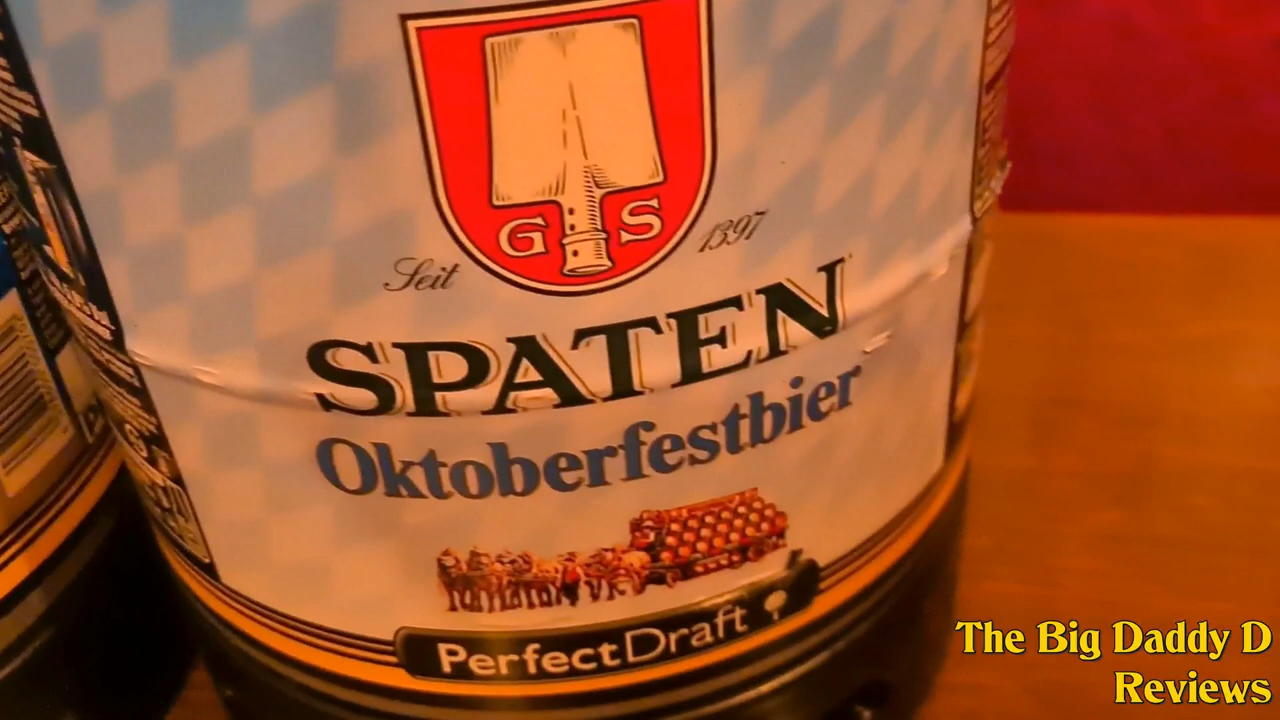 G S
Seit 1397
SPATEN
Oktoberfestbier
PerfectDraft
The Big Daddy D
Reviews